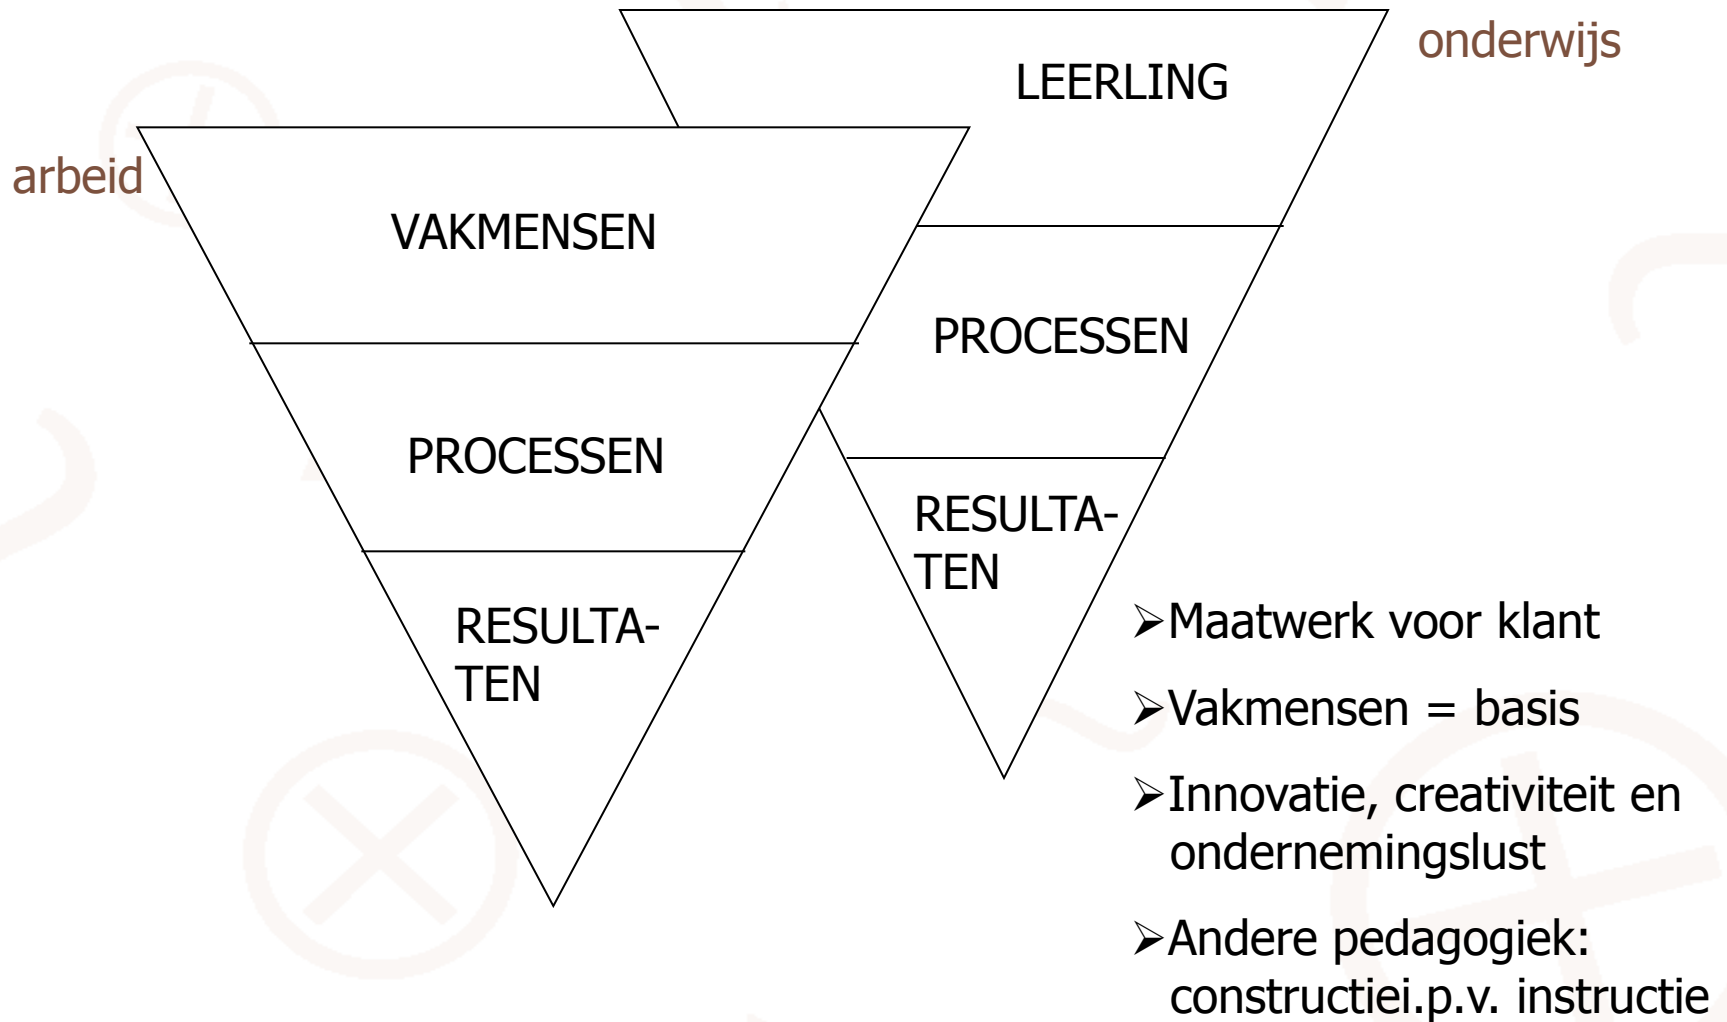 onderwijs
LEERLING
arbeid
VAKMENSEN
PROCESSEN
PROCESSEN
RESULTA-
TEN
RESULTA-
TEN
➢Maatwerk voor klant
➢Vakmensen = basis
➢Innovatie, creativiteit en
ondernemingslust
➢Andere pedagogiek:
constructiei.p.v. instructie